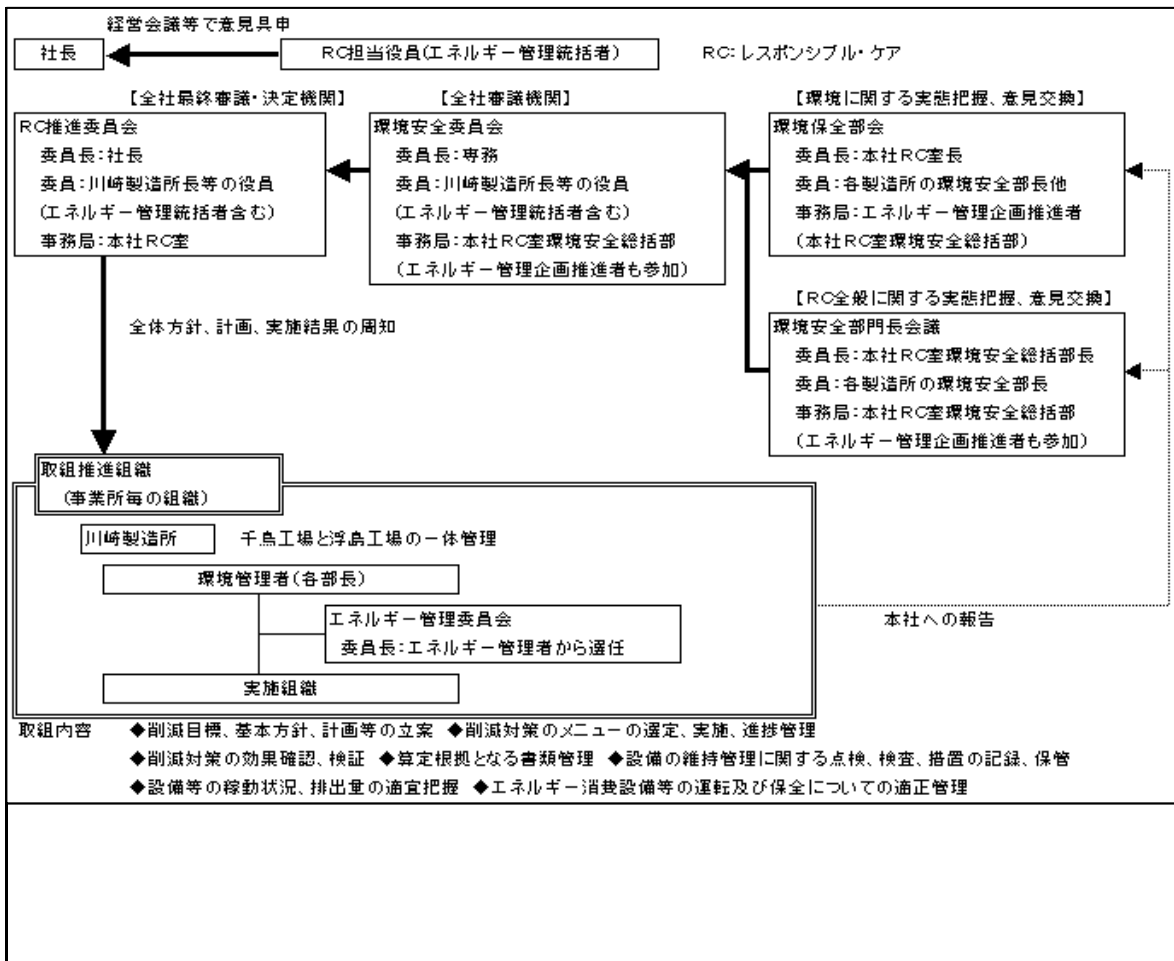 経営会議等で意見具申
社長
RC担当役員(エネルギー管理統括者)
RC:レスポンシブル・ケア
【全社最終審議・決定機関】
RC推進委員会
委員長:社長
委員:川崎製造所長等の役員
(エネルギー管理統括者含む)
事務局:本社RC室
【全社審議機関】
環境安全委員会
委員長:専務
委員:川崎製造所長等の役員
(エネルギー管理統括者含む)
事務局:本社RC室環境安全総括部
(エネルギー管理企画推進者も参加)
【環境に関する実態把握、意見交換】
環境保全部会
委員長:本社RC室長
委員:各製造所の環境安全部長他
事務局:エネルギー管理企画推進者
(本社RC室環境安全総括部)
【RC全般に関する実態把握、意見交換】
環境安全部門長会議
委員長:本社RC室環境安全総括部長
委員:各製造所の環境安全部長
事務局:本社RC室環境安全総括部
(エネルギー管理企画推進者も参加)
全体方針、計画、実施結果の周知
取組推進組織
(事業所毎の組織)
川崎製造所
千鳥工場と浮島工場の一体管理
環境管理者(各部長)
エネルギー管理委員会
委員長:エネルギー管理者から選任
実施組織
本社への報告
取組内容 ◆削減目標、基本方針、計画等の立案 ◆削減対策のメニューの選定、実施、進捗管理
◆削減対策の効果確認、検証 ◆算定根拠となる書類管理 ◆設備の維持管理に関する点検、検査、措置の記録、保管
◆設備等の稼動状況、排出量の適宜把握 ◆エネルギー消費設備等の運転及び保全についての適正管理